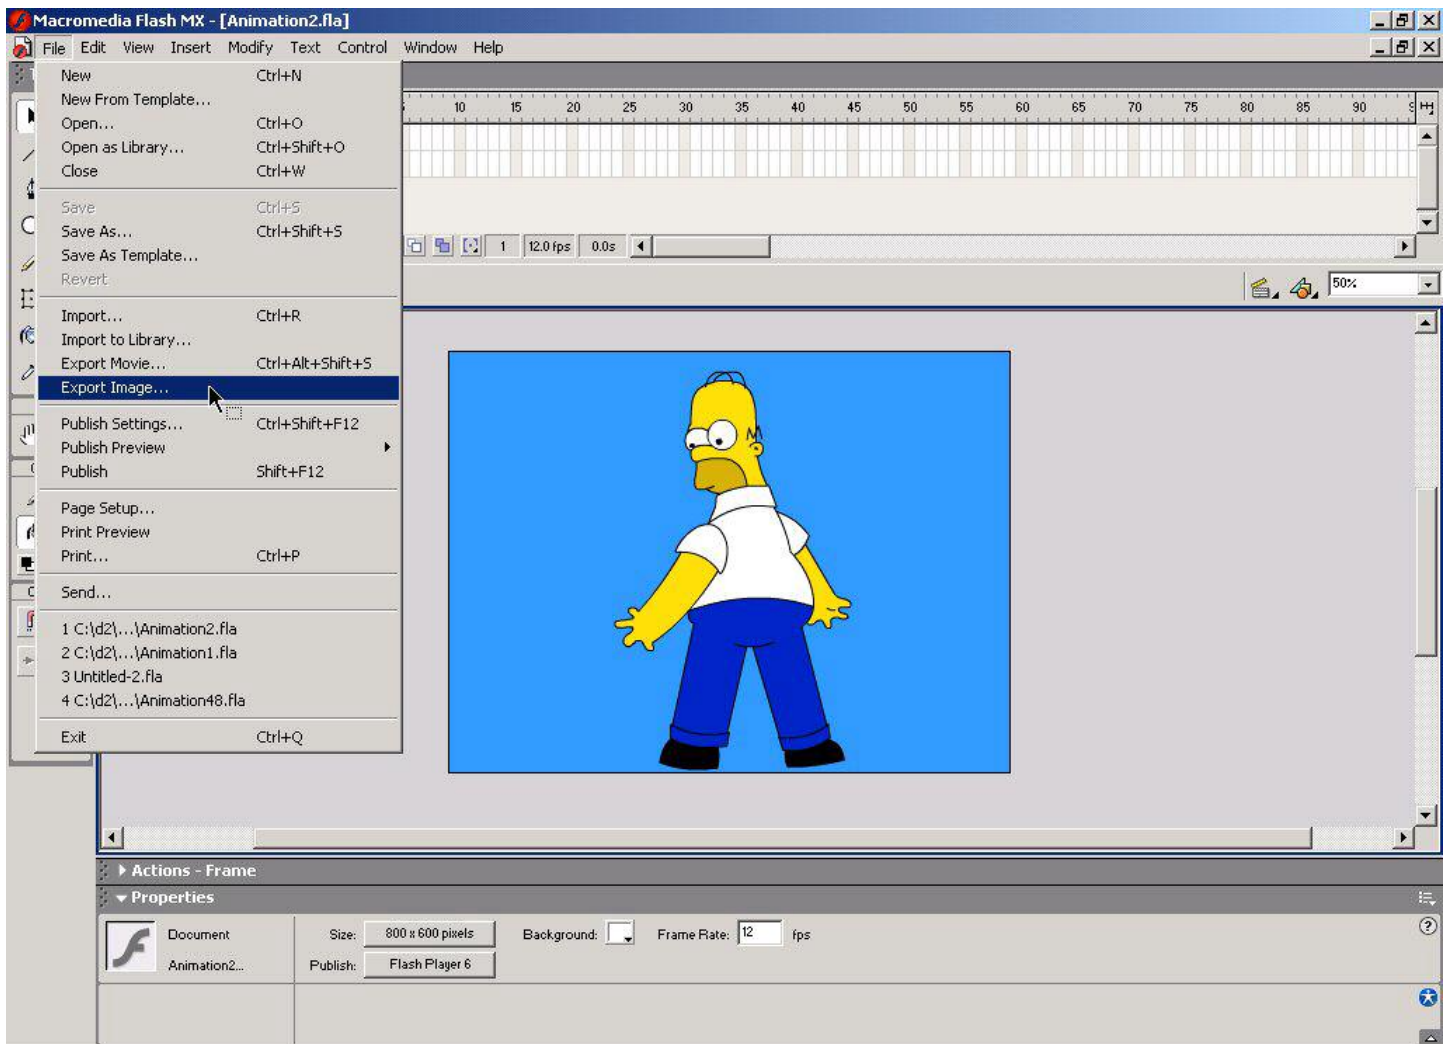 Macromedia Flash MX - [Animation2.fla]
File Edit View Insert Modify Text Control Window Help
New Ctrl+N
New From Template...
Open... Ctrl+O
Open as Library... Ctrl+Shift+O
Close Ctrl+W
Save Ctrl+S
Save As... Ctrl+Shift+S
Save As Template...
Revert
Import... Ctrl+R
Import to Library...
Export Movie... Ctrl+Alt+Shift+S
Export Image...
Publish Settings... Ctrl+Shift+F12
Publish Preview
Publish Shift+F12
Page Setup...
Print Preview
Print... Ctrl+P
Send...
1 C:\d2\...\Animation2.fla
2 C:\d2\...\Animation1.fla
3 Untitled-2.fla
4 C:\d2\...\Animation48.fla
Exit Ctrl+Q
10 15 20 25 30 35 40 45 50 55 60 65 70 75 80 85 90
1 12.0 fps 0.0s
50%
Actions - Frame
Properties
Document Size: 800 x 600 pixels Background: Frame Rate: 12 fps
Animation2... Publish: Flash Player 6